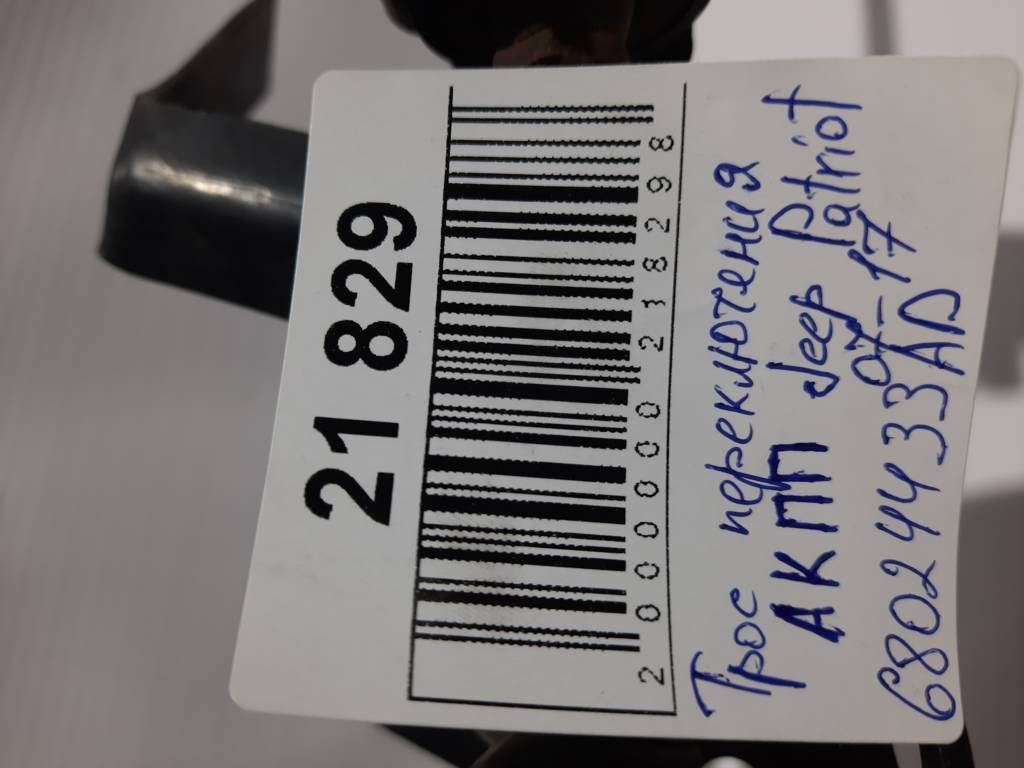 21 829
2 000000 218298
Трос переключения
АКПП Jeep Patriot
07-17
68024433AD